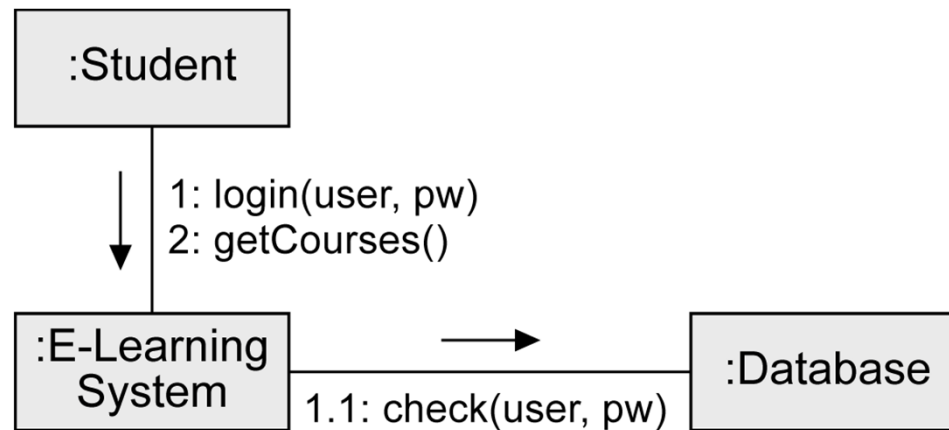 :Student
1: login(user, pw)
2: getCourses()
:E-Learning
System
1.1: check(user, pw)
:Database